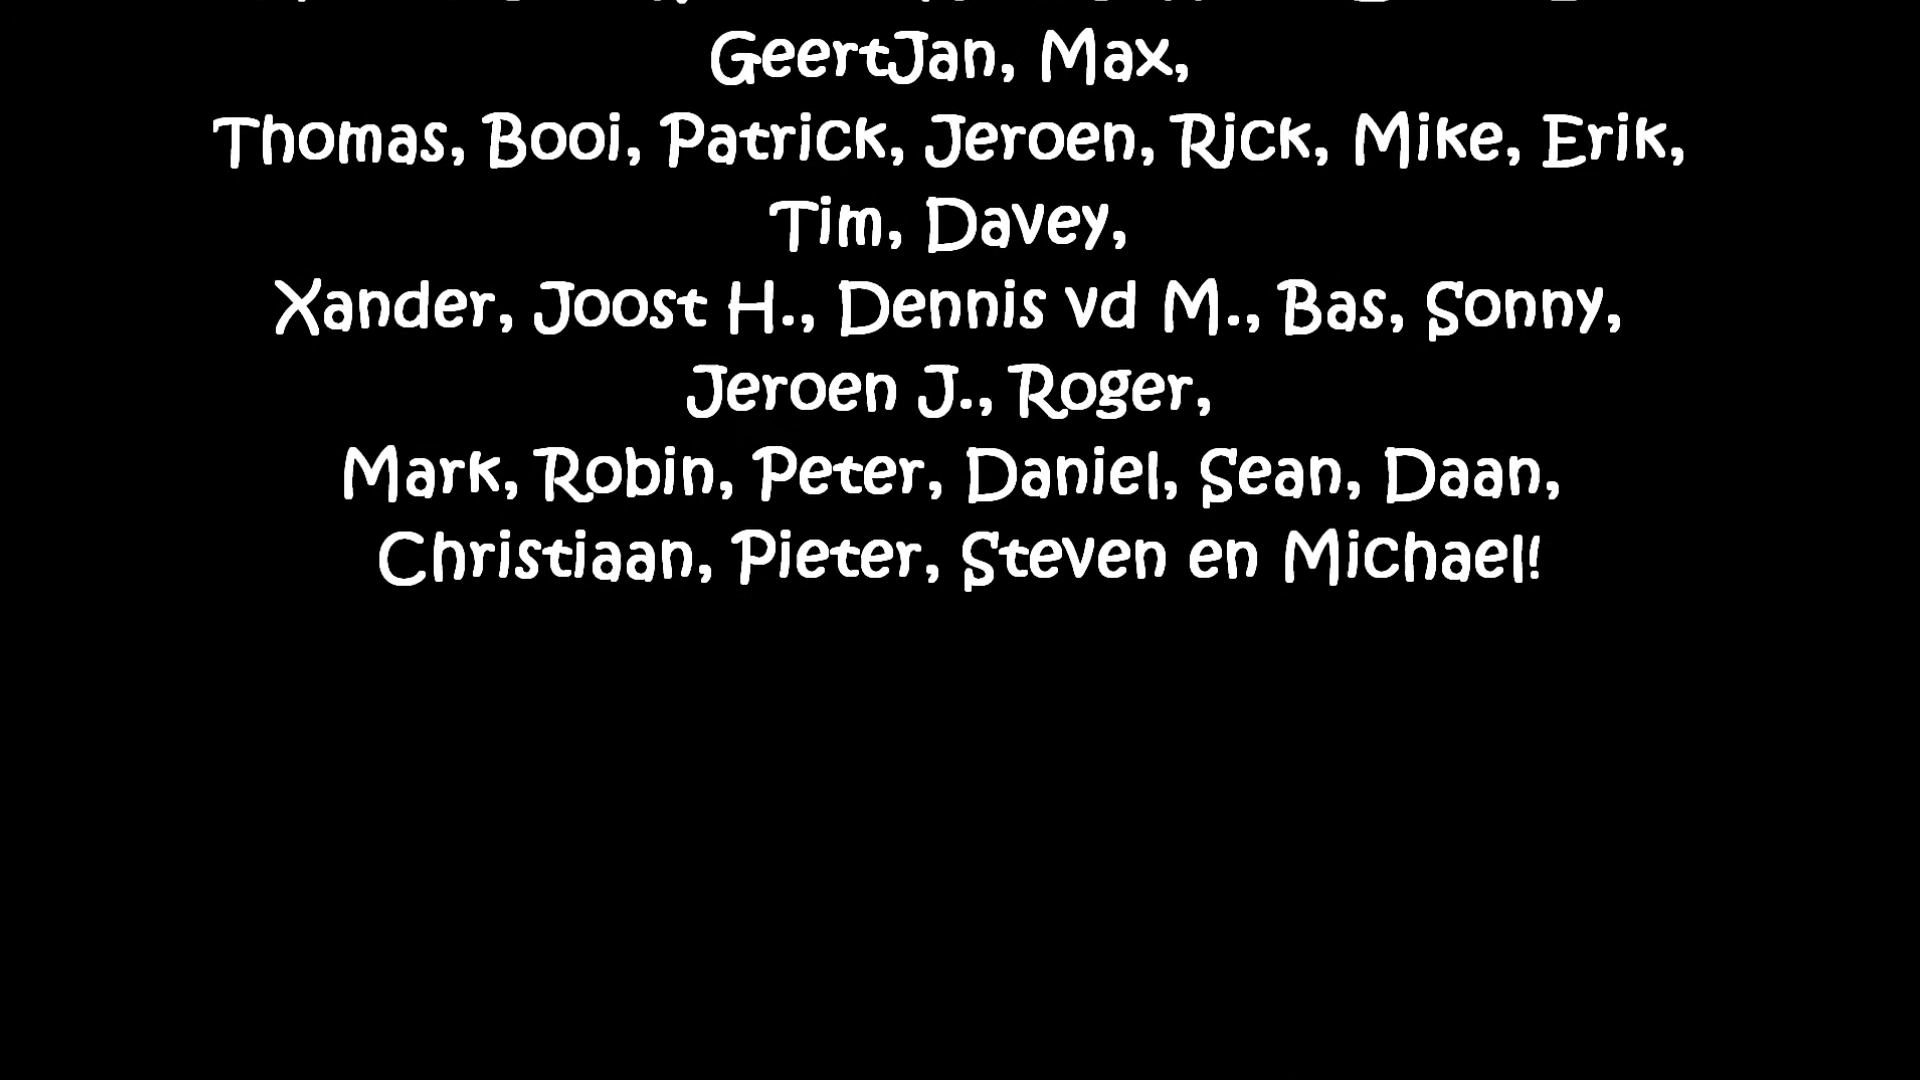 GeertJan, Max,
Thomas, Booi, Patrick, Jeroen, Rick, Mike, Erik,
Tim, Davey,
Xander, Joost H., Dennis vd M., Bas, Sonny,
Jeroen J., Roger,
Mark, Robin, Peter, Daniel, Sean, Daan,
Christiaan, Pieter, Steven en Michael!